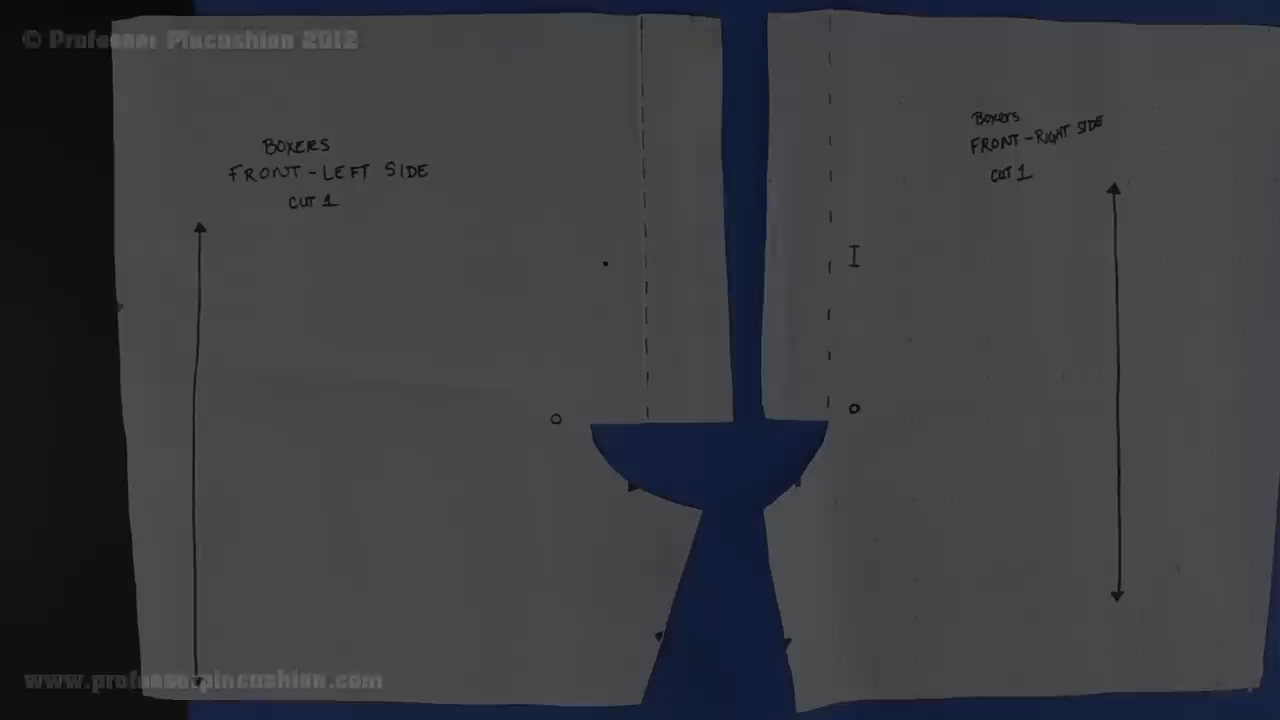 © Professor Pincushion 2012
BOXERS
FRONT-LEFT SIDE
CUT 1
Boxers
FRONT-RIGHT SIDE
CUT 1
www.professorpincushion.com